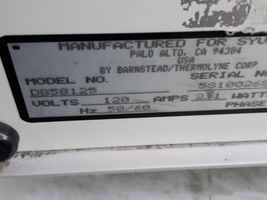 MANUFACTURED FOR SYV
PALO ALTO, CA 94304
USA
BY BARNSTEAD/THERMOLYNE CORP
MODEL NO. SERIAL N
DB58125
VOLTS 120 AMPS WATT
Hz 50/60 PHASE